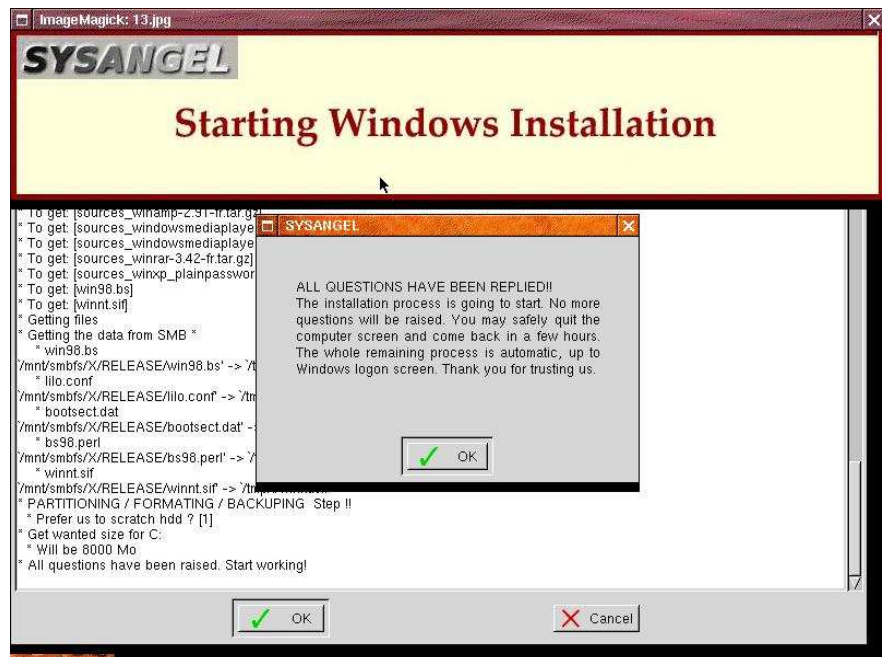 ImageMagick: 13.jpg
SYSANGEL
Starting Windows Installation
* To get: [sources_winamp-2.91-fr.tar.gz]
* To get: [sources_windowsmediaplaye
* To get: [sources_winrar-3.42-fr.tar.gz]
* To get: [sources_winxp_plainpasswor
* To get: [win98.bs]
* To get: [winnt.sif]
* Getting files
* Getting the data from SMB *
* win98.bs
`/mnt/smbfs/X/RELEASE/win98.bs' -> `/t
* lilo.conf
`/mnt/smbfs/X/RELEASE/lilo.conf' -> `/tm
* bootsect.dat
`/mnt/smbfs/X/RELEASE/bootsect.dat' -
* bs98.perl
`/mnt/smbfs/X/RELEASE/bs98.perl' -> `/
* winnt.sif
`/mnt/smbfs/X/RELEASE/winnt.sif' ->
* PARTITIONING / FORMATING / BACKUPING Step !!
* Prefer us to scratch hdd ? [1]
* Get wanted size for C:
* Will be 8000 Mo
* All questions have been raised. Start working!
SYSANGEL
ALL QUESTIONS HAVE BEEN REPLIED!!
The installation process is going to start. No more
questions will be raised. You may safely quit the
computer screen and come back in a few hours.
The whole remaining process is automatic, up to
Windows logon screen. Thank you for trusting us.
OK
OK
Cancel